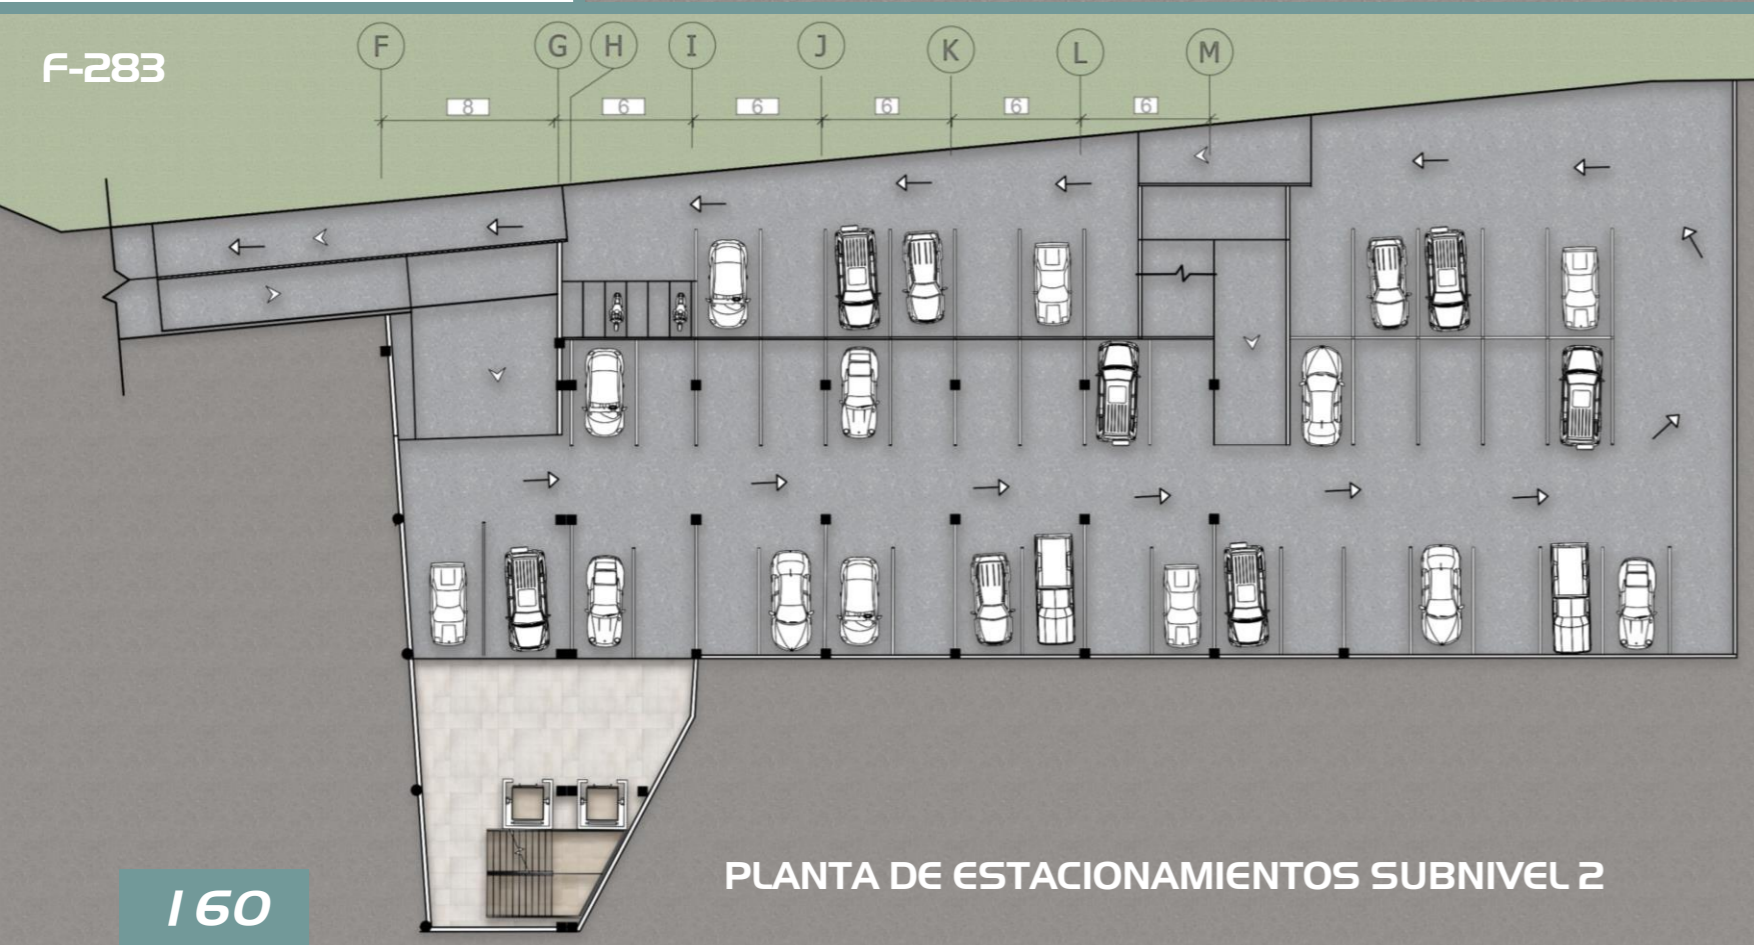 F-283
F G H I J K L M
8 6 6 6 6 6
PLANTA DE ESTACIONAMIENTOS SUBNIVEL 2
160